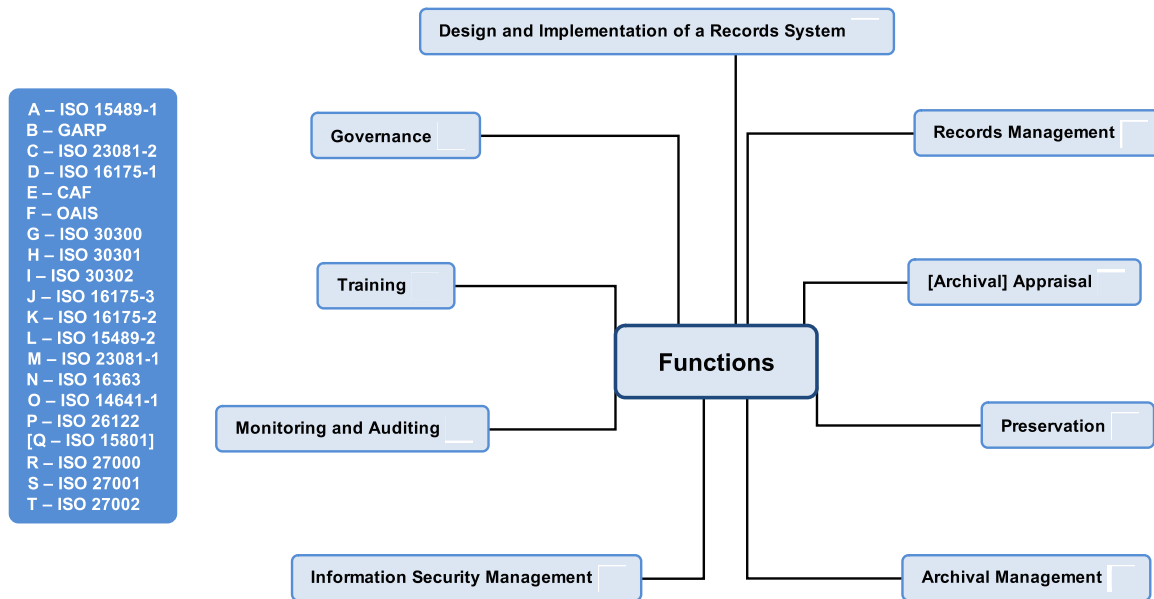 Design and Implementation of a Records System
A – ISO 15489-1
B – GARP
C – ISO 23081-2
D – ISO 16175-1
E – CAF
F – OAIS
G – ISO 30300
H – ISO 30301
I – ISO 30302
J – ISO 16175-3
K – ISO 16175-2
L – ISO 15489-2
M – ISO 23081-1
N – ISO 16363
O – ISO 14641-1
P – ISO 26122
[Q – ISO 15801]
R – ISO 27000
S – ISO 27001
T – ISO 27002
Governance
Records Management
Training
[Archival] Appraisal
Functions
Monitoring and Auditing
Preservation
Information Security Management
Archival Management